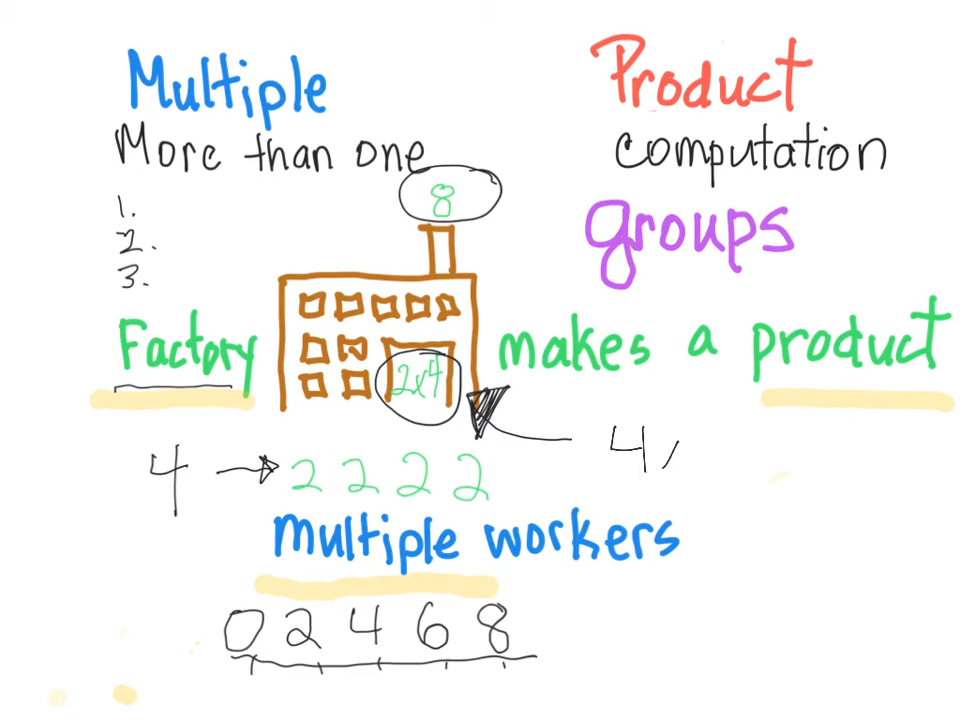 Multiple Product
More than one computation
8
1.
2.
3.
groups
Factory makes a product
2x4
4 2 2 2 2 4,
multiple workers
0 2 4 6 8